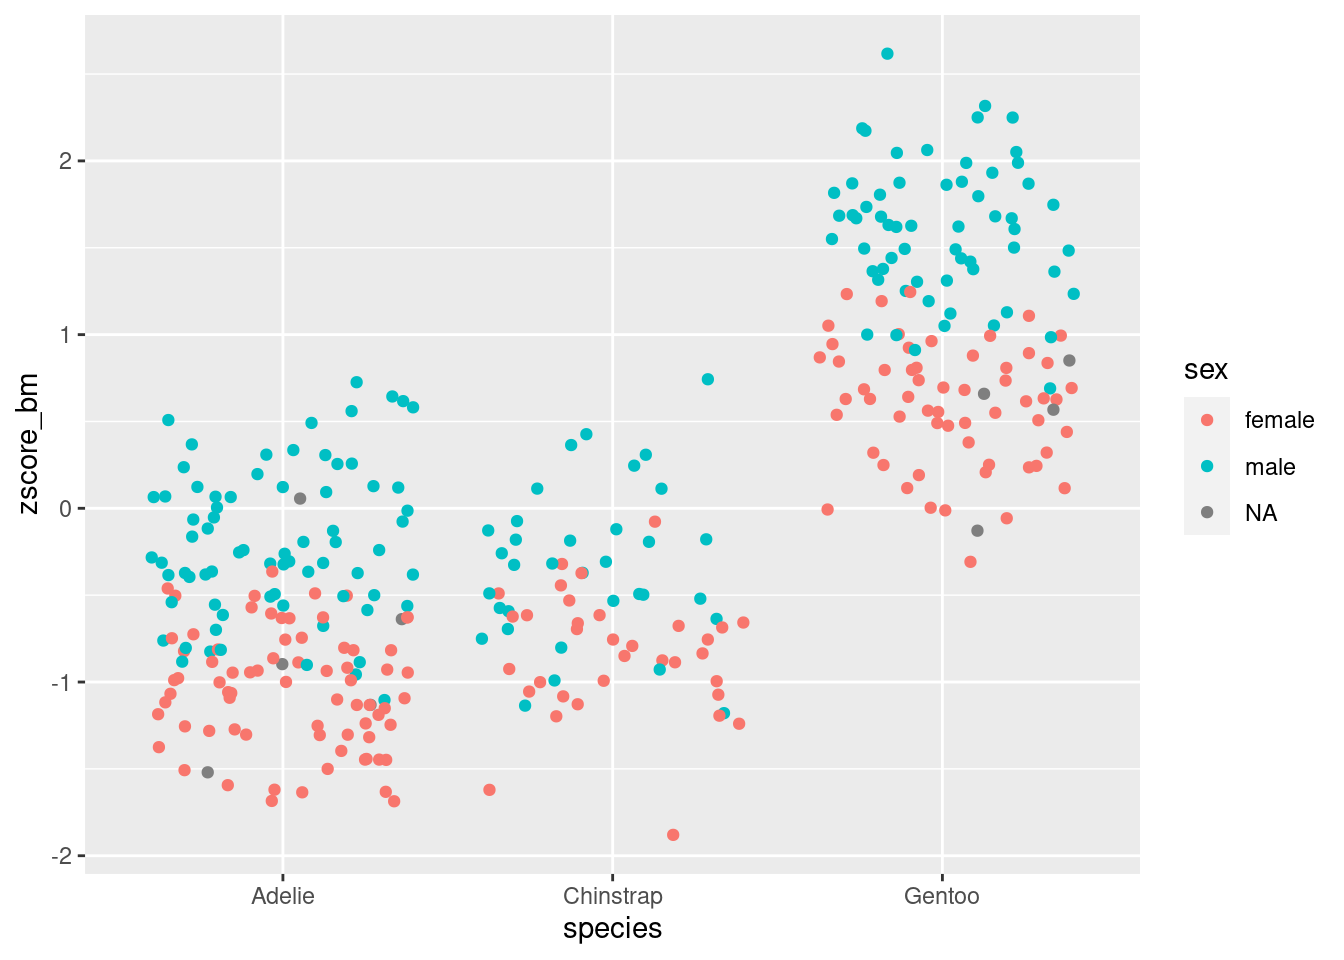 zscore_bm
2
1
0
-1
-2
Adelie
Chinstrap
Gentoo
species
sex
female
male
NA